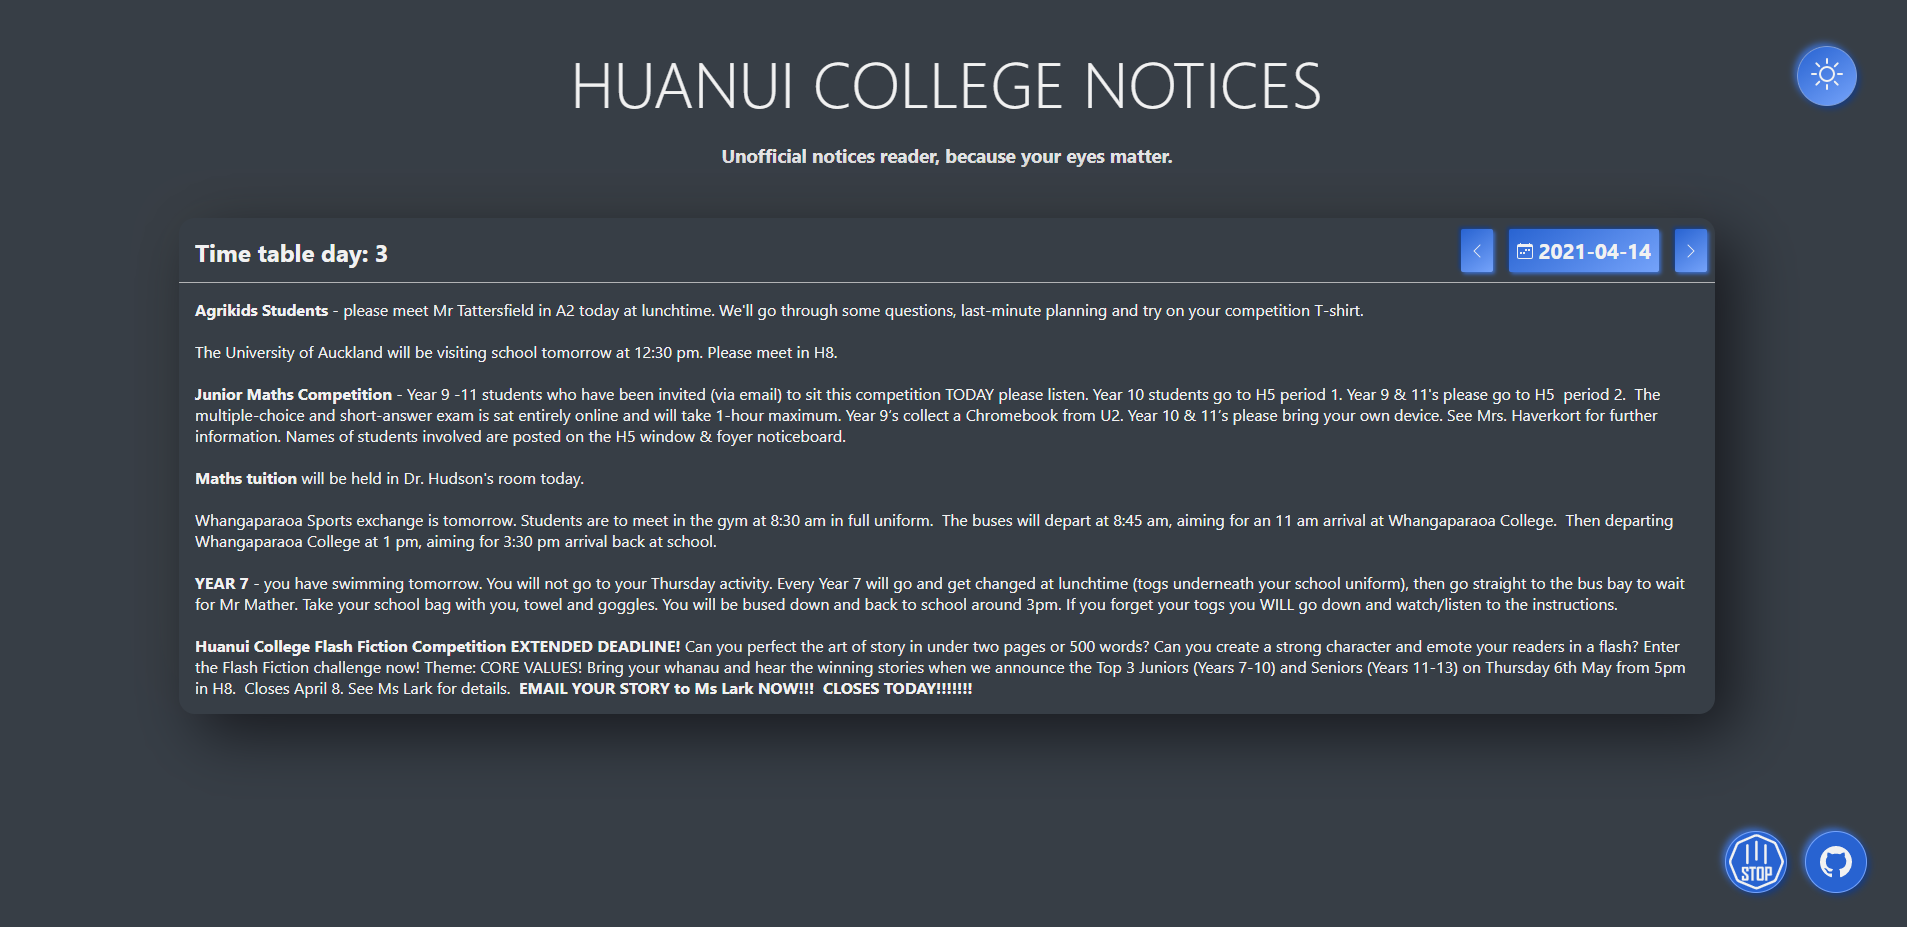 HUANUI COLLEGE NOTICES
Unofficial notices reader, because your eyes matter.
Time table day: 3
2021-04-14
Agrikids Students - please meet Mr Tattersfield in A2 today at lunchtime. We'll go through some questions, last-minute planning and try on your competition T-shirt.
The University of Auckland will be visiting school tomorrow at 12:30 pm. Please meet in H8.
Junior Maths Competition - Year 9 -11 students who have been invited (via email) to sit this competition TODAY please listen. Year 10 students go to H5 period 1. Year 9 & 11's please go to H5  period 2.  The
multiple-choice and short-answer exam is sat entirely online and will take 1-hour maximum. Year 9’s collect a Chromebook from U2. Year 10 & 11’s please bring your own device. See Mrs. Haverkort for further
information. Names of students involved are posted on the H5 window & foyer noticeboard.
Maths tuition will be held in Dr. Hudson's room today.
Whangaparaoa Sports exchange is tomorrow. Students are to meet in the gym at 8:30 am in full uniform.  The buses will depart at 8:45 am, aiming for an 11 am arrival at Whangaparaoa College.  Then departing
Whangaparaoa College at 1 pm, aiming for 3:30 pm arrival back at school.
YEAR 7 - you have swimming tomorrow. You will not go to your Thursday activity. Every Year 7 will go and get changed at lunchtime (togs underneath your school uniform), then go straight to the bus bay to wait
for Mr Mather. Take your school bag with you, towel and goggles. You will be bused down and back to school around 3pm. If you forget your togs you WILL go down and watch/listen to the instructions.
Huanui College Flash Fiction Competition EXTENDED DEADLINE! Can you perfect the art of story in under two pages or 500 words? Can you create a strong character and emote your readers in a flash? Enter
the Flash Fiction challenge now! Theme: CORE VALUES! Bring your whanau and hear the winning stories when we announce the Top 3 Juniors (Years 7-10) and Seniors (Years 11-13) on Thursday 6th May from 5pm
in H8.  Closes April 8. See Ms Lark for details.  EMAIL YOUR STORY to Ms Lark NOW!!!  CLOSES TODAY!!!!!!!
STOP